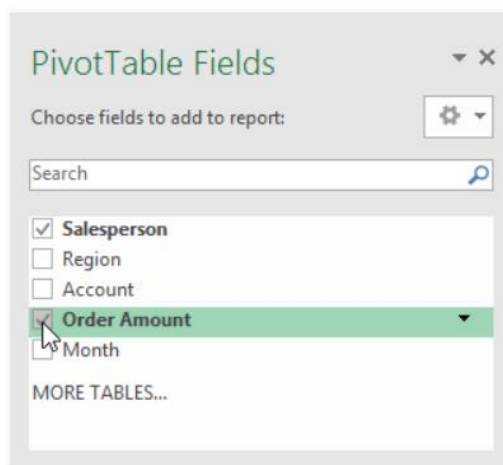 PivotTable Fields
Choose fields to add to report:
Search
Salesperson
Region
Account
Order Amount
Month
MORE TABLES...